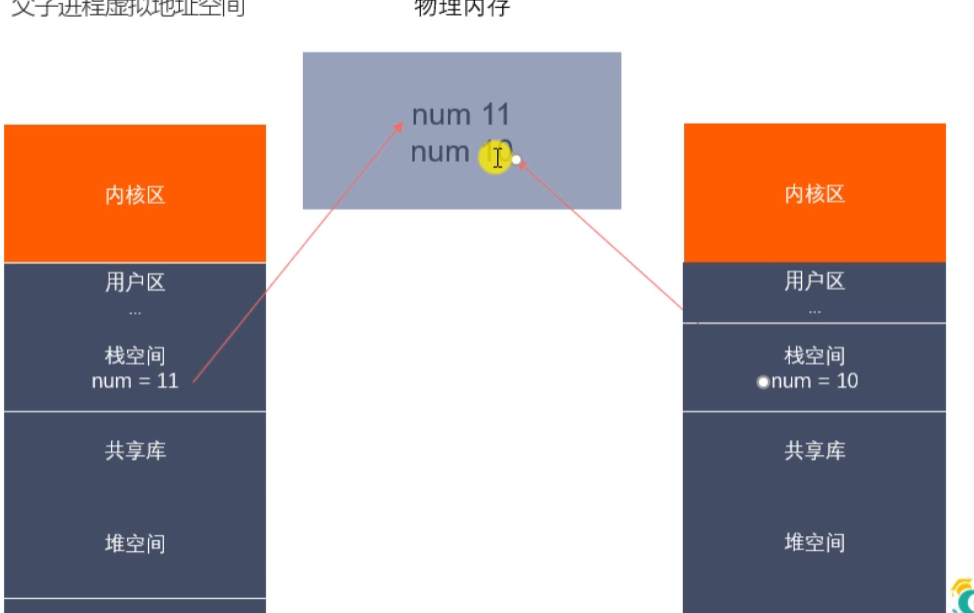 父子进程虚拟地址空间
物理内存
num 11
num 10
内核区
用户区
...
栈空间
num = 11
共享库
堆空间
内核区
用户区
...
栈空间
num = 10
共享库
堆空间